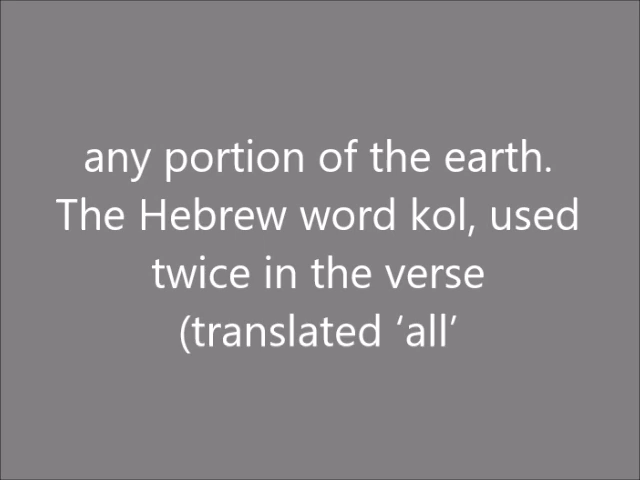 any portion of the earth.
The Hebrew word kol, used
twice in the verse
(translated ‘all’